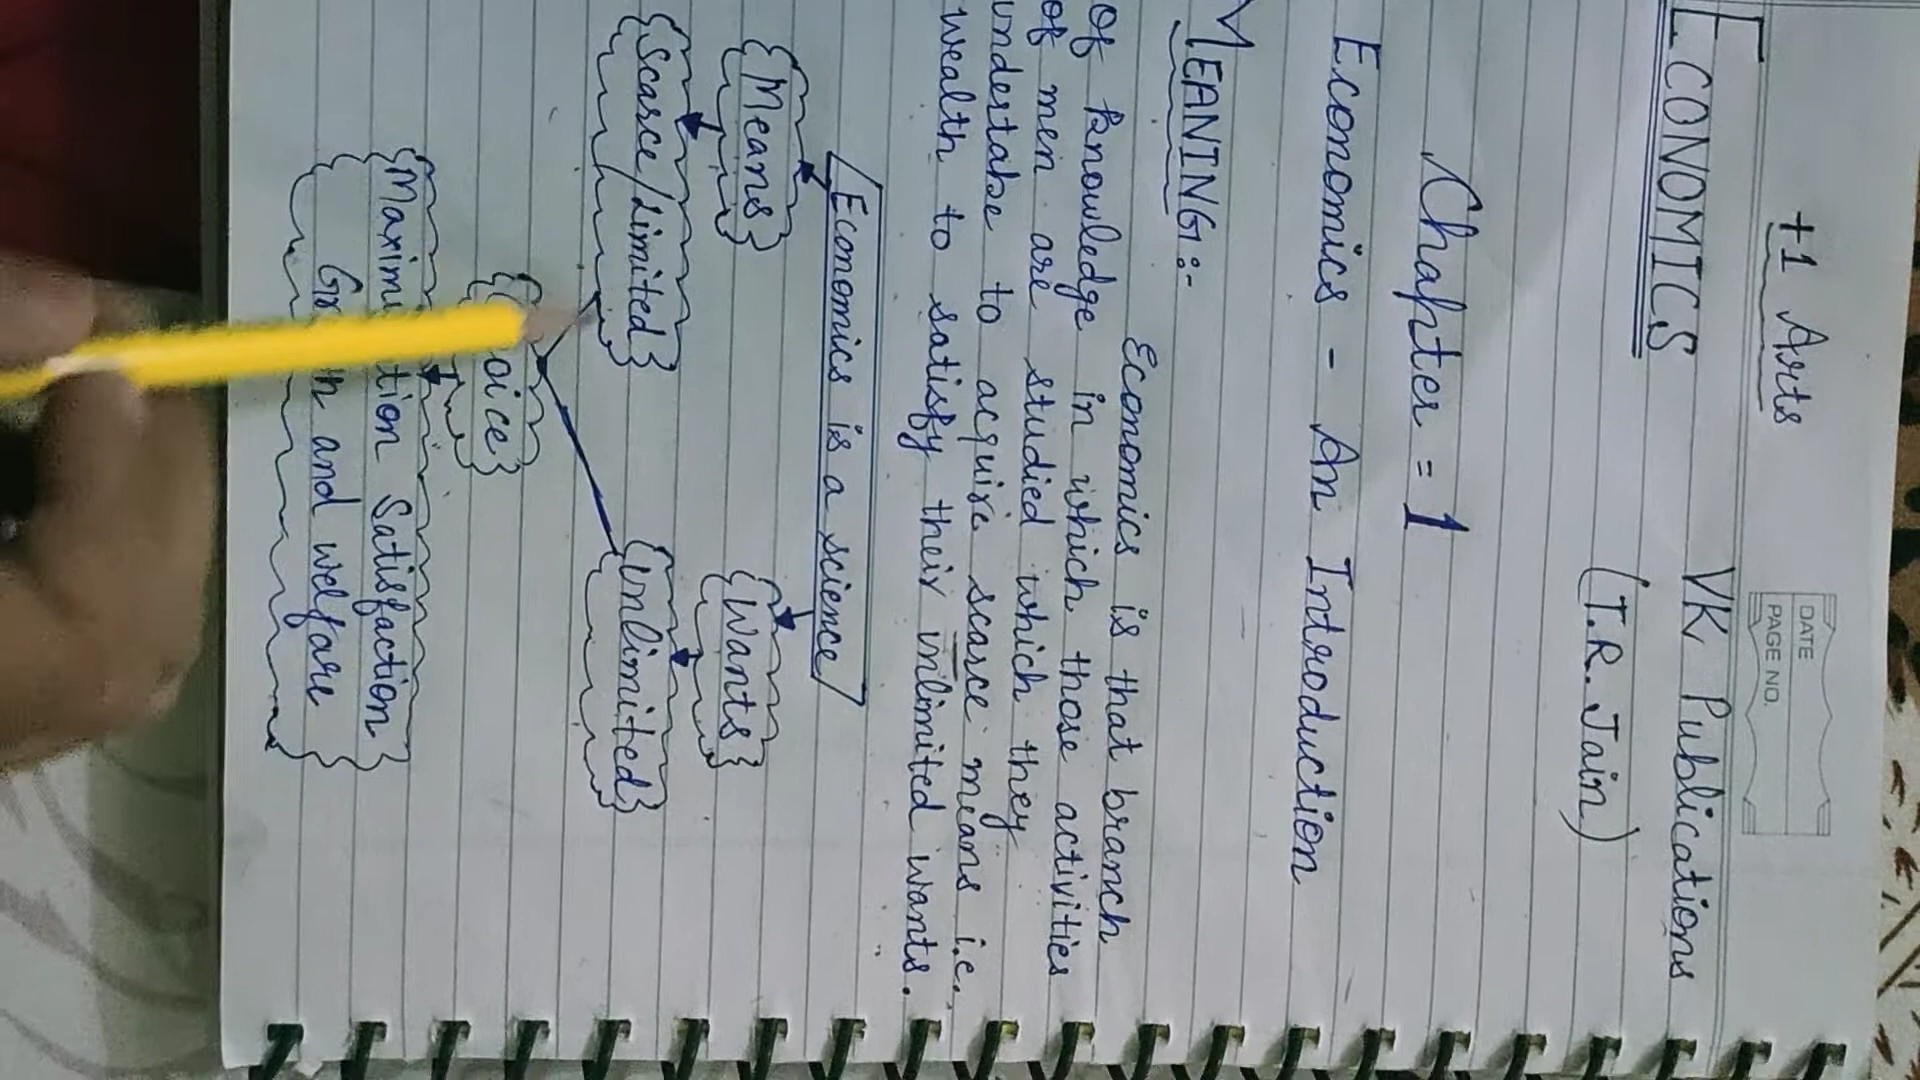 +1 Arts
DATE
PAGE NO.
ECONOMICS VK Publications
(T.R. Jain)
Chapter = 1
Economics - An Introduction
MEANING:-
Economics is that branch
of knowledge in which those activities
of men are studied which they
undertake to acquire scarce means i.e.,
wealth to satisfy their unlimited wants.
Economics is a science
{Means} {Wants}
{Scarce/Limited} {Unlimited}
{Choice}
{Maximization Satisfaction
and welfare}